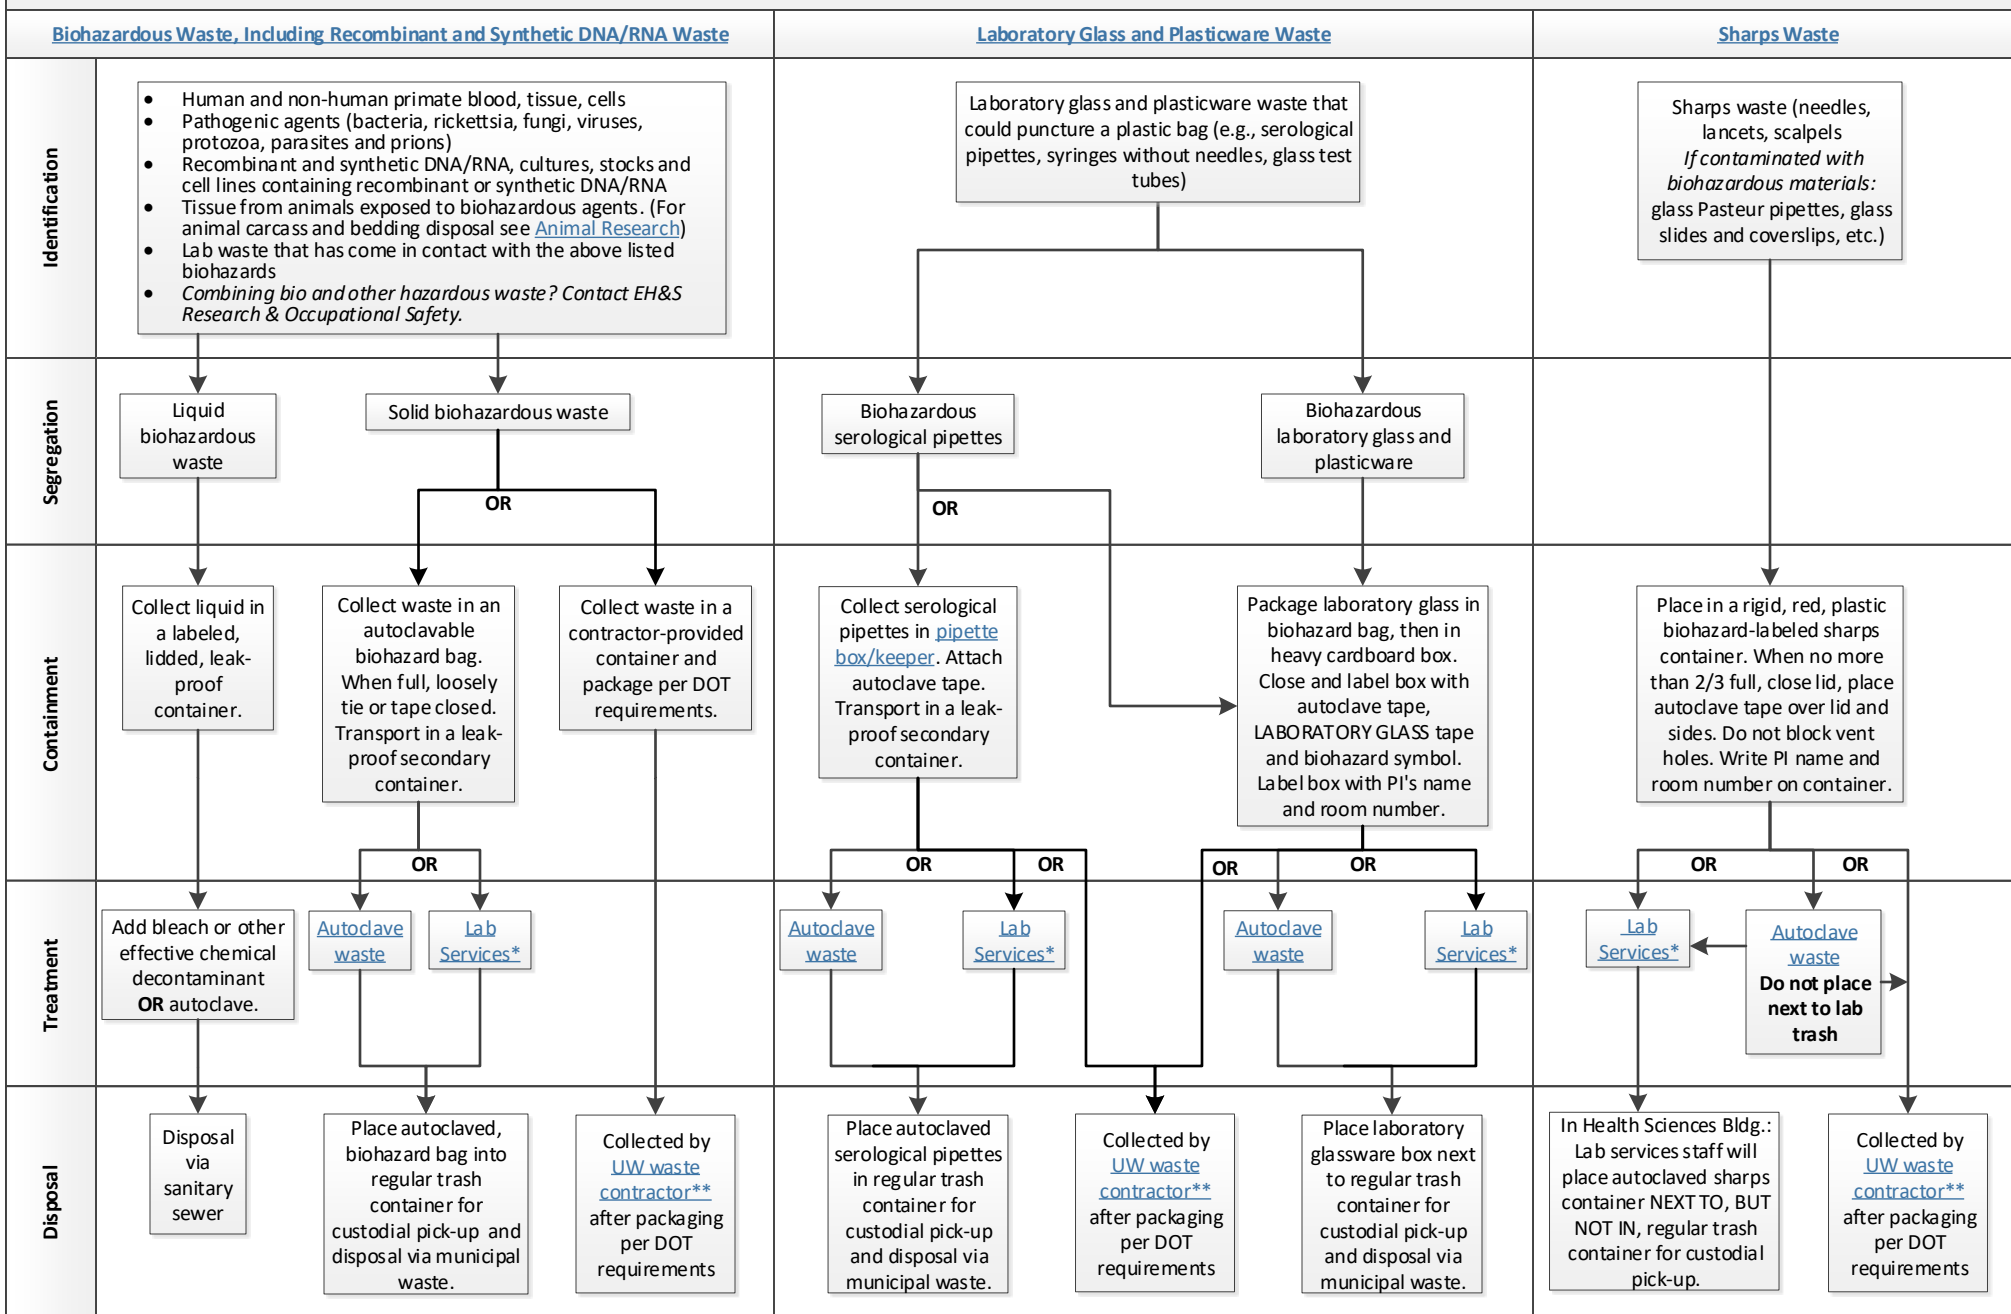 Biohazardous Waste, Including Recombinant and Synthetic DNA/RNA Waste
Laboratory Glass and Plasticware Waste
Sharps Waste
Identification
• Human and non-human primate blood, tissue, cells
• Pathogenic agents (bacteria, rickettsia, fungi, viruses,
protozoa, parasites and prions)
• Recombinant and synthetic DNA/RNA, cultures, stocks and
cell lines containing recombinant or synthetic DNA/RNA
• Tissue from animals exposed to biohazardous agents. (For
animal carcass and bedding disposal see Animal Research)
• Lab waste that has come in contact with the above listed
biohazards
• Combining bio and other hazardous waste? Contact EH&S
Research & Occupational Safety.
Laboratory glass and plasticware waste that
could puncture a plastic bag (e.g., serological
pipettes, syringes without needles, glass test
tubes)
Sharps waste (needles,
lancets, scalpels
If contaminated with
biohazardous materials:
glass Pasteur pipettes, glass
slides and coverslips, etc.)
Segregation
Liquid
biohazardous
waste
Solid biohazardous waste
OR
Biohazardous
serological pipettes
OR
Biohazardous
laboratory glass and
plasticware
Containment
Collect liquid in
a labeled,
lidded, leak-
proof
container.
Collect waste in an
autoclavable
biohazard bag.
When full, loosely
tie or tape closed.
Transport in a leak-
proof secondary
container.
Collect waste in a
contractor-provided
container and
package per DOT
requirements.
Collect serological
pipettes in pipette
box/keeper. Attach
autoclave tape.
Transport in a leak-
proof secondary
container.
Package laboratory glass in
biohazard bag, then in
heavy cardboard box.
Close and label box with
autoclave tape,
LABORATORY GLASS tape
and biohazard symbol.
Label box with PI's name
and room number.
Place in a rigid, red, plastic
biohazard-labeled sharps
container. When no more
than 2/3 full, close lid, place
autoclave tape over lid and
sides. Do not block vent
holes. Write PI name and
room number on container.
OR
OR
OR
OR
OR
OR
OR
Treatment
Add bleach or other
effective chemical
decontaminant
OR autoclave.
Autoclave
waste
Lab
Services*
Autoclave
waste
Lab
Services*
Autoclave
waste
Lab
Services*
Lab
Services*
Autoclave
waste
Do not place
next to lab
trash
Disposal
Disposal
via
sanitary
sewer
Place autoclaved,
biohazard bag into
regular trash
container for
custodial pick-up and
disposal via municipal
waste.
Collected by
UW waste
contractor**
after packaging
per DOT
requirements
Place autoclaved
serological pipettes
in regular trash
container for
custodial pick-up
and disposal via
municipal waste.
Collected by
UW waste
contractor**
after packaging
per DOT
requirements
Place laboratory
glassware box next
to regular trash
container for
custodial pick-up
and disposal via
municipal waste.
In Health Sciences Bldg.:
Lab services staff will
place autoclaved sharps
container NEXT TO, BUT
NOT IN, regular trash
container for custodial
pick-up.
Collected by
UW waste
contractor**
after packaging
per DOT
requirements